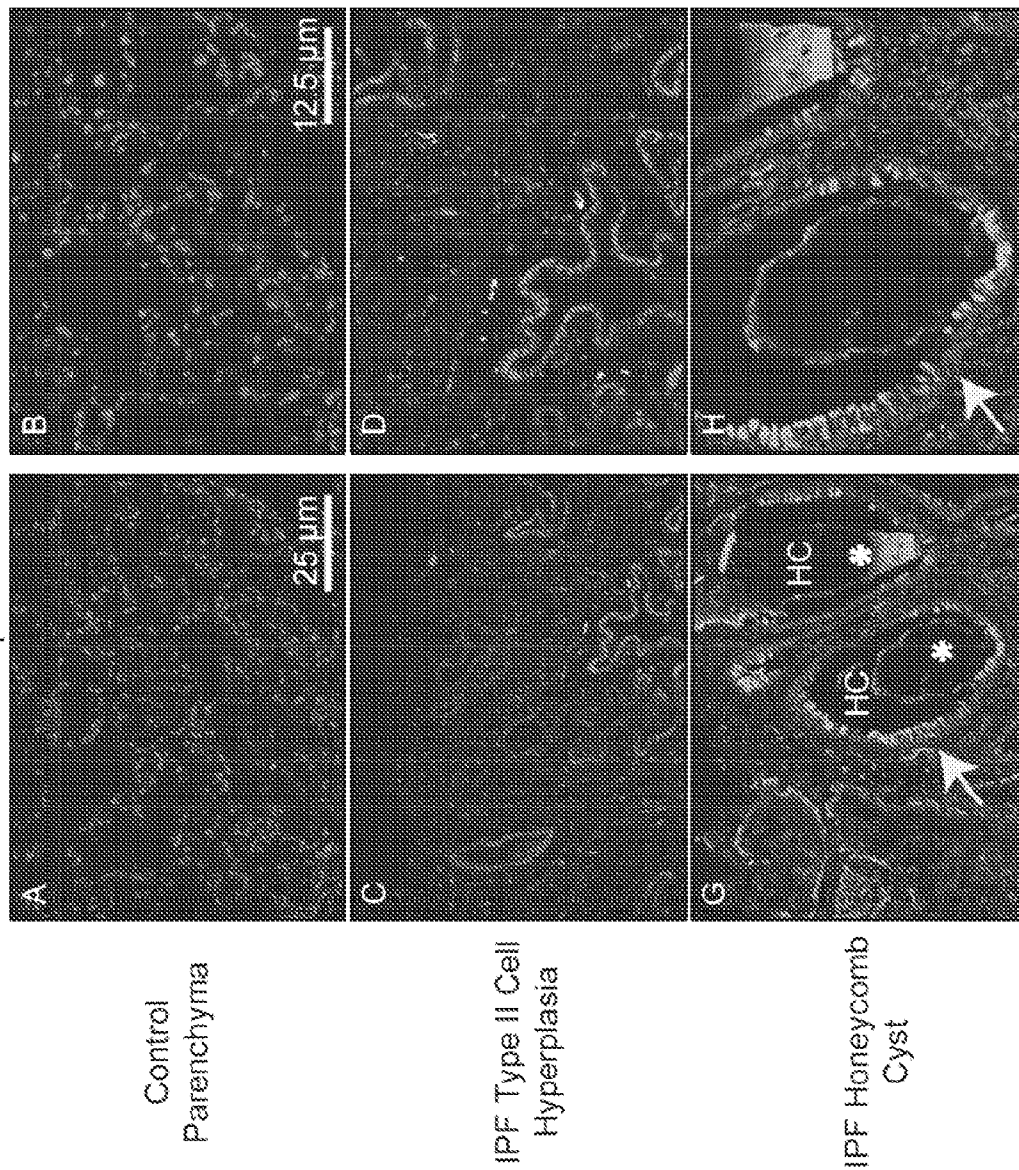 Control
Parenchyma
A
25 µm
B
12.5 µm
IPF Type II Cell
Hyperplasia
C
D
IPF Honeycomb
Cyst
G
HC
*
HC
*
H